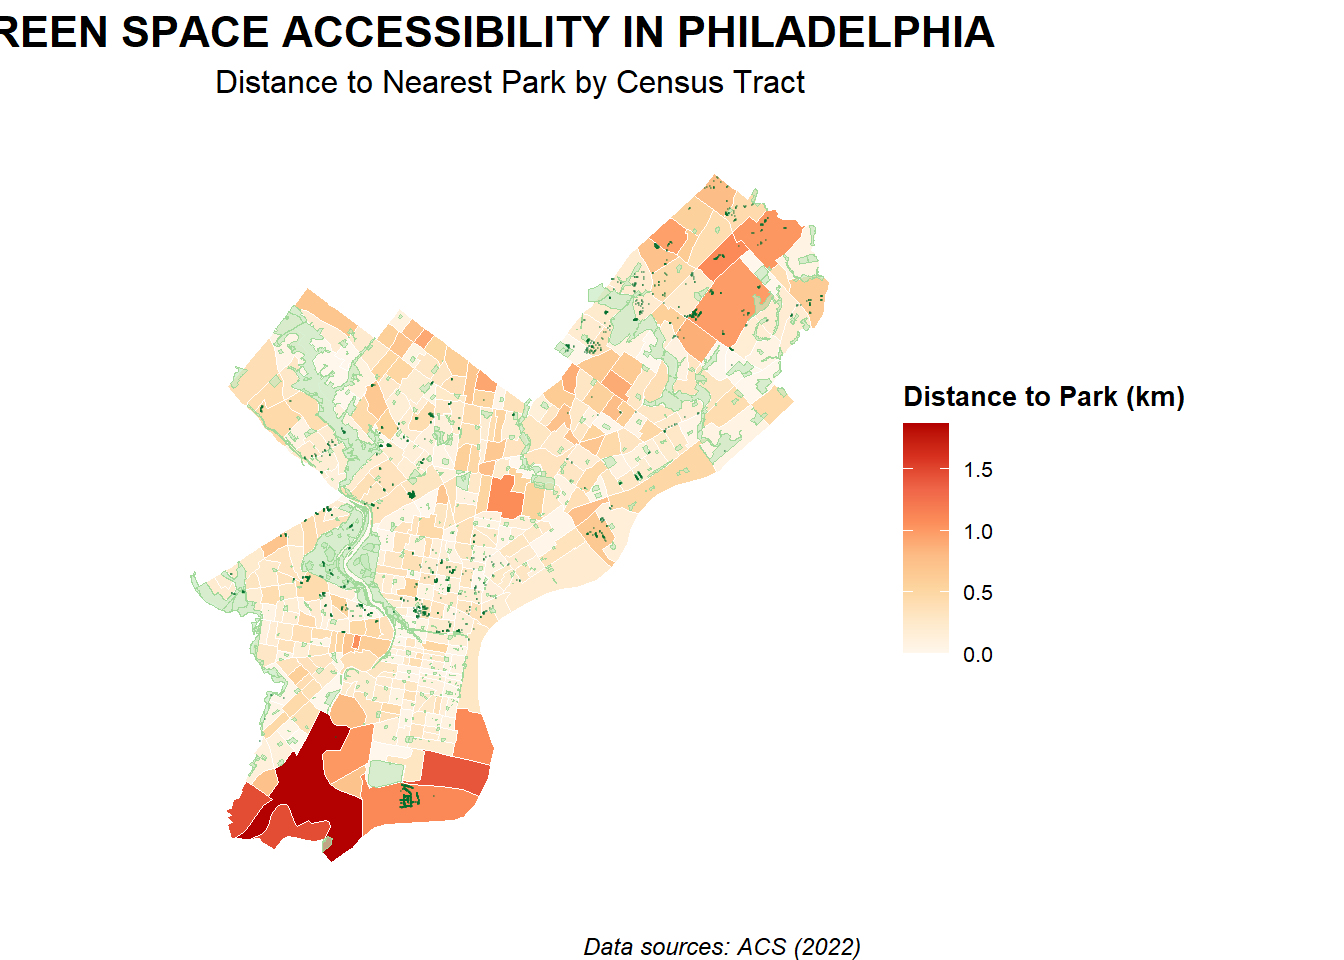 REEN SPACE ACCESSIBILITY IN PHILADELPHIA
Distance to Nearest Park by Census Tract
Distance to Park (km)
1.5
1.0
0.5
0.0
Data sources: ACS (2022)